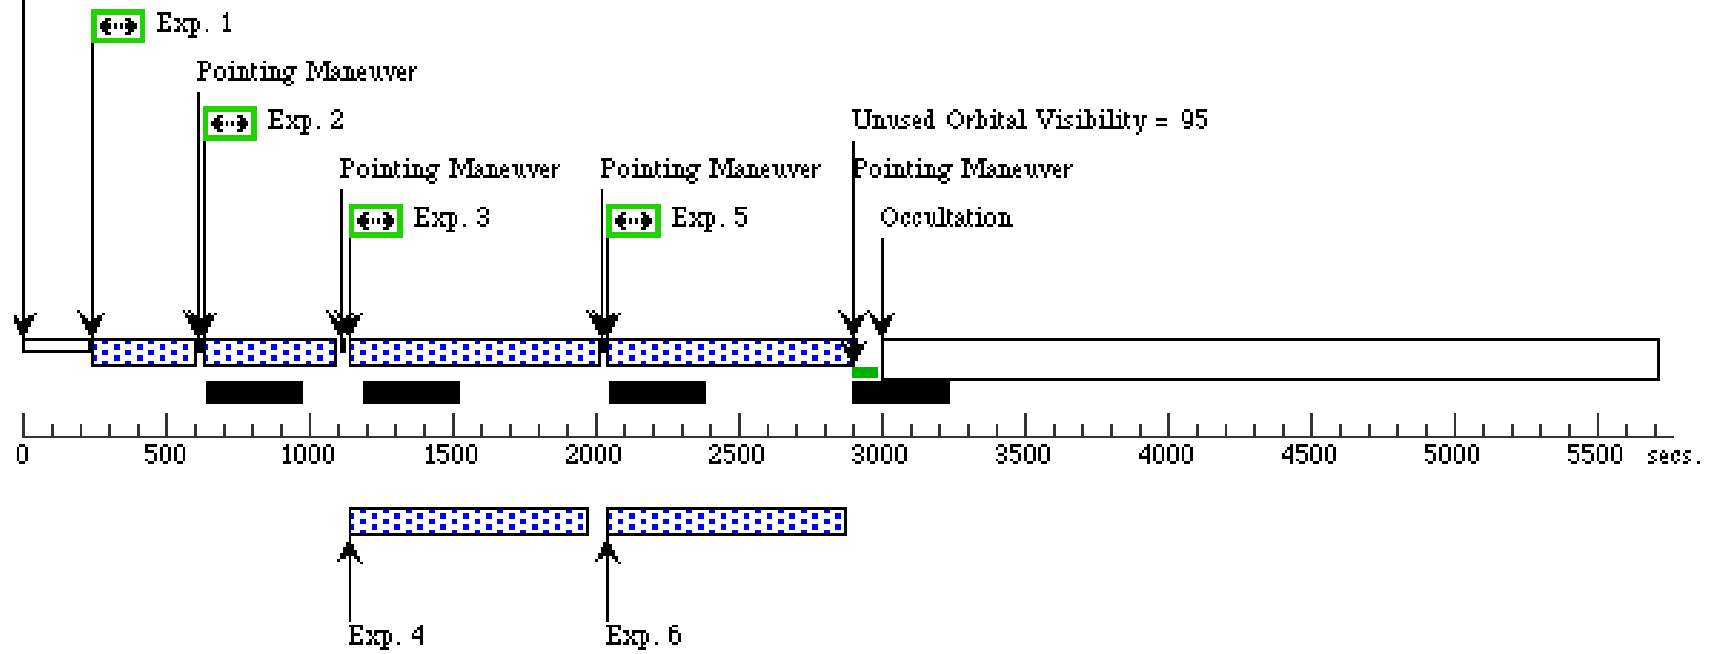 Exp. 1
Pointing Maneuver
Exp. 2
Unused Orbital Visibility = 95
Pointing Maneuver
Pointing Maneuver
Pointing Maneuver
Exp. 3
Exp. 5
Occultation
0 500 1000 1500 2000 2500 3000 3500 4000 4500 5000 5500 secs.
Exp. 4
Exp. 6